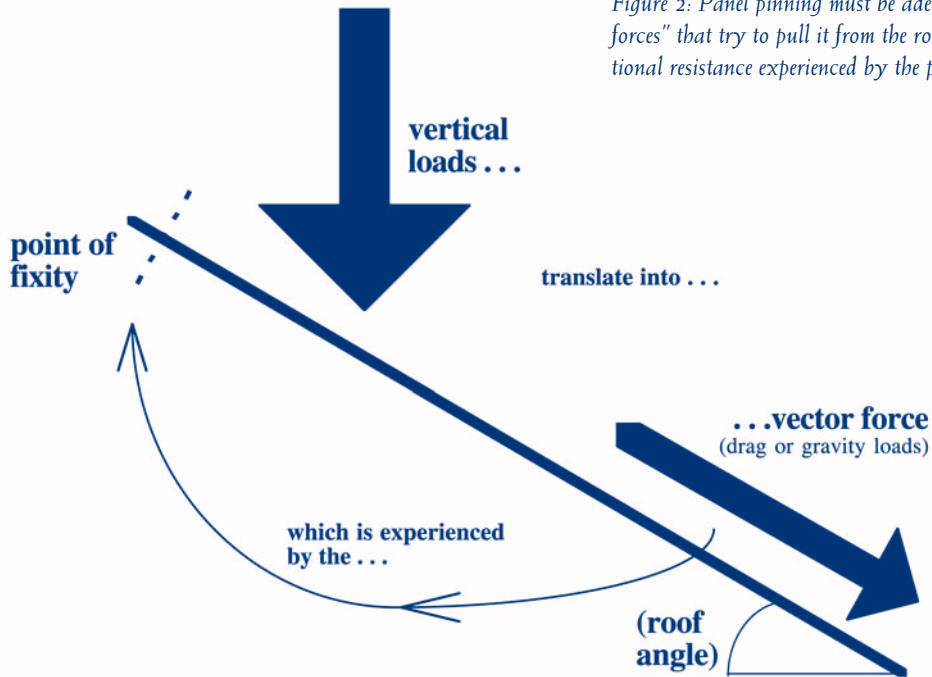 Figure 2: Panel pinning must be ade
forces" that try to pull it from the ro
tional resistance experienced by the
vertical
loads . . .
point of
fixity
translate into . . .
. . .vector force
(drag or gravity loads)
which is experienced
by the . . .
(roof
angle)